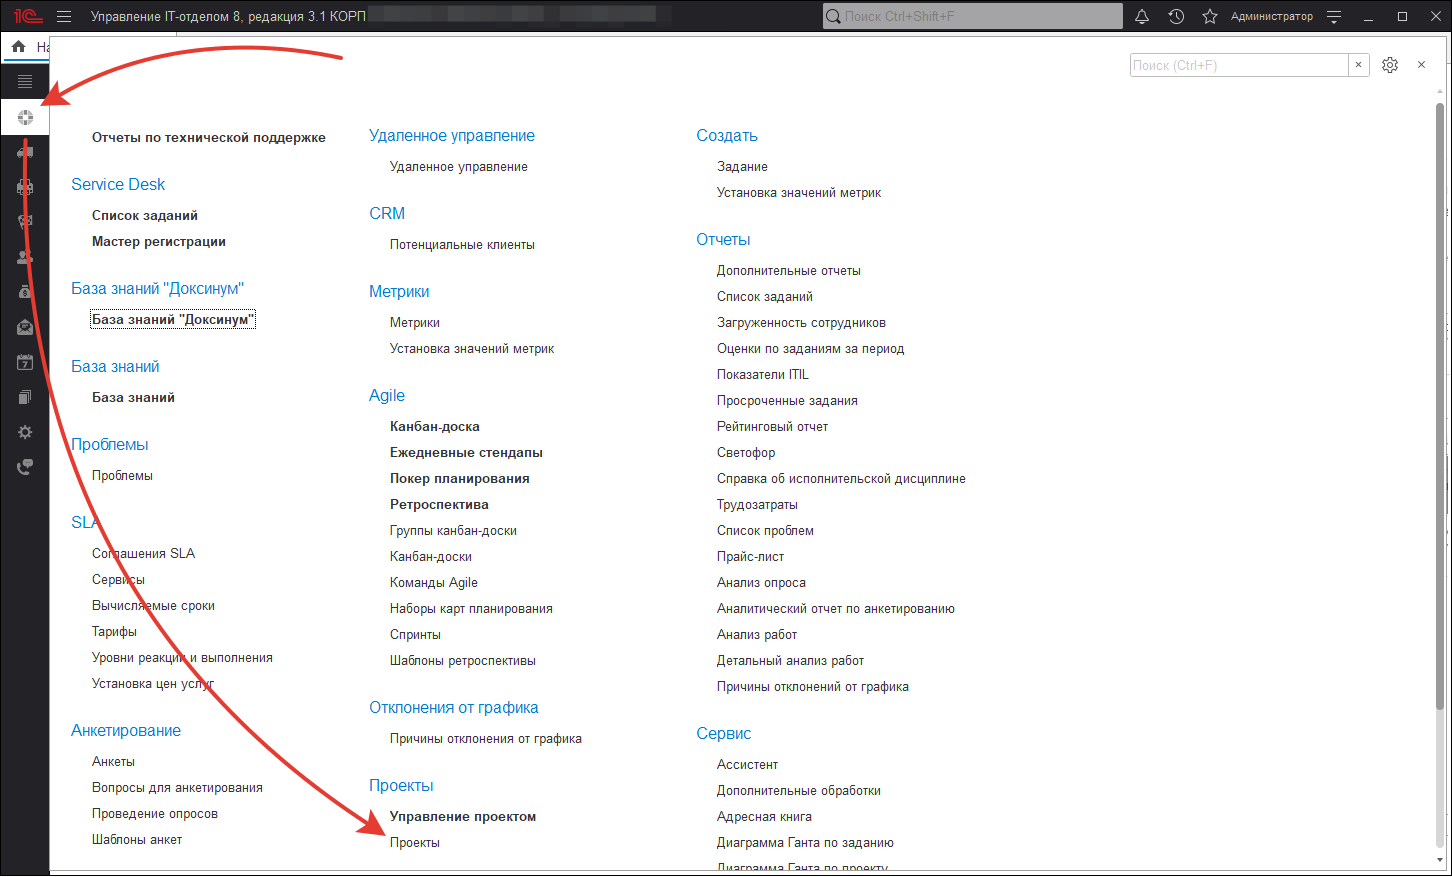 1С
Управление IT-отделом 8, редакция 3.1 КОРП
Поиск Ctrl+Shift+F
Администратор
На
Поиск (Ctrl+F)
Отчеты по технической поддержке
Service Desk
Список заданий
Мастер регистрации
База знаний "Доксинум"
База знаний "Доксинум"
База знаний
База знаний
Проблемы
Проблемы
SLA
Соглашения SLA
Сервисы
Вычисляемые сроки
Тарифы
Уровни реакции и выполнения
Установка цен услуг
Анкетирование
Анкеты
Вопросы для анкетирования
Проведение опросов
Шаблоны анкет
Удаленное управление
Удаленное управление
CRM
Потенциальные клиенты
Метрики
Метрики
Установка значений метрик
Agile
Канбан-доска
Ежедневные стендапы
Покер планирования
Ретроспектива
Группы канбан-доски
Канбан-доски
Команды Agile
Наборы карт планирования
Спринты
Шаблоны ретроспективы
Отклонения от графика
Причины отклонения от графика
Проекты
Управление проектом
Проекты
Создать
Задание
Установка значений метрик
Отчеты
Дополнительные отчеты
Список заданий
Загруженность сотрудников
Оценки по заданиям за период
Показатели ITIL
Просроченные задания
Рейтинговый отчет
Светофор
Справка об исполнительской дисциплине
Трудозатраты
Список проблем
Прайс-лист
Анализ опроса
Аналитический отчет по анкетированию
Анализ работ
Детальный анализ работ
Причины отклонений от графика
Сервис
Ассистент
Дополнительные обработки
Адресная книга
Диаграмма Ганта по заданию
Диаграмма Ганта по проекту